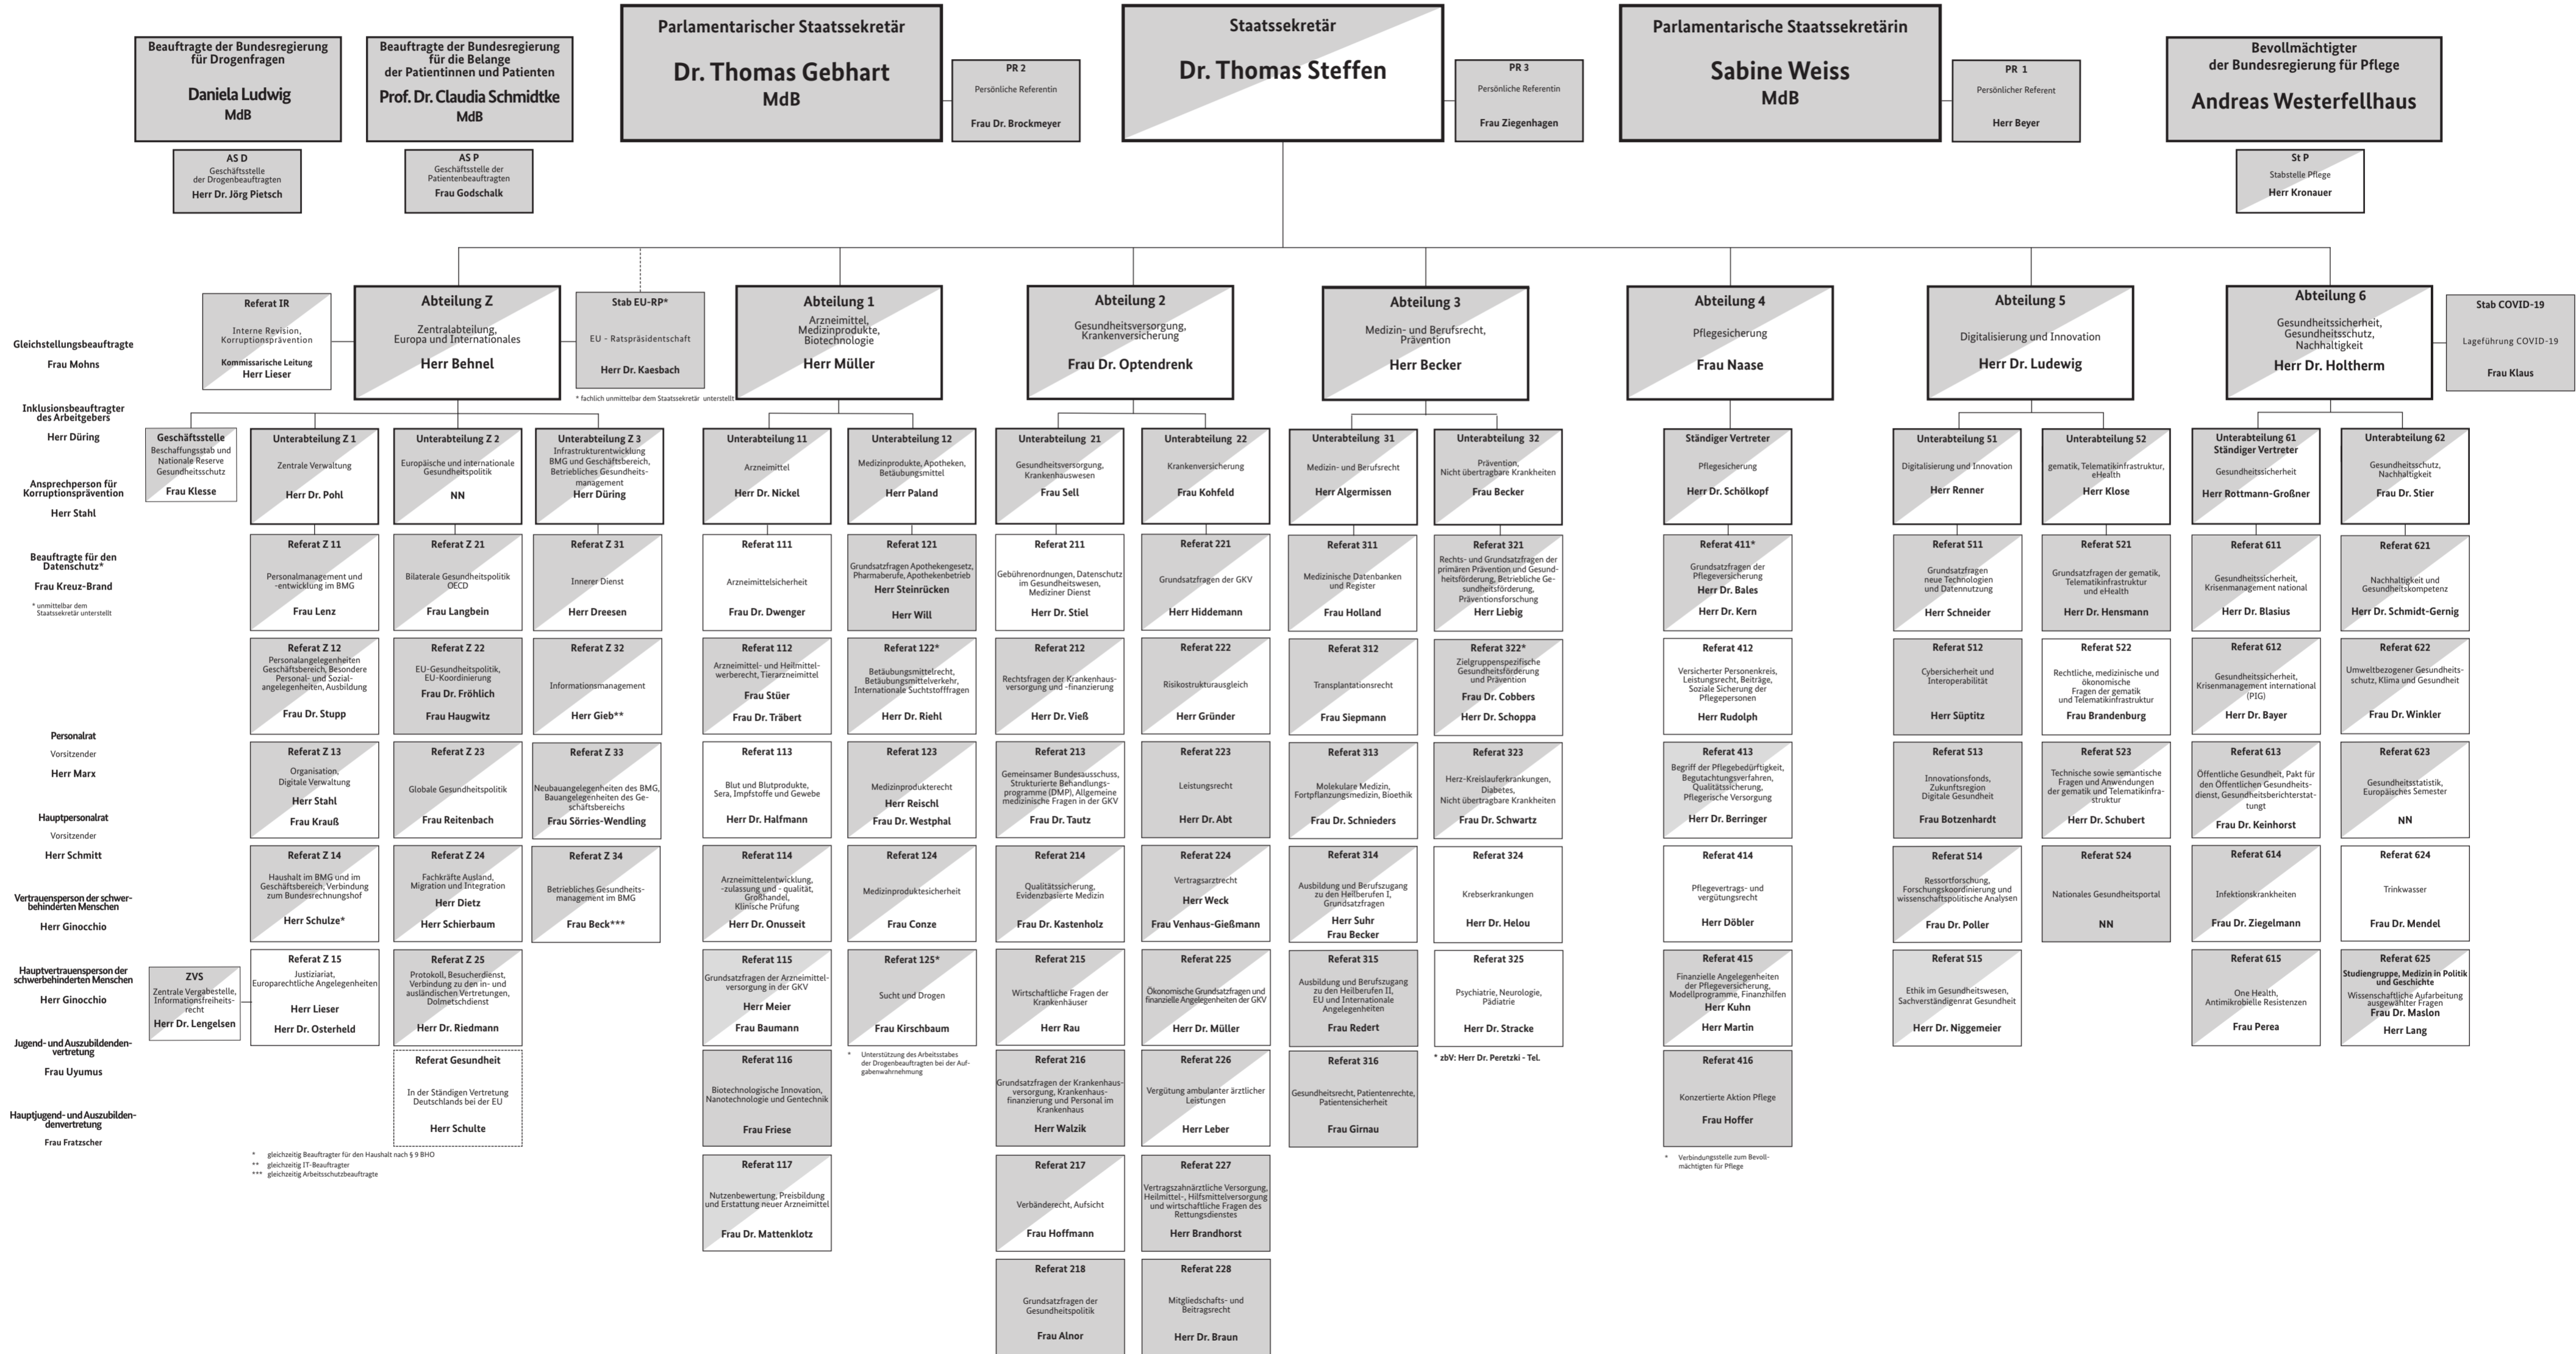 Beauftragte der Bundesregierung
für Drogenfragen
Daniela Ludwig
MdB
AS D
Geschäftsstelle
der Drogenbeauftragten
Herr Dr. Jörg Pietsch
Beauftragte der Bundesregierung
für die Belange
der Patientinnen und Patienten
Prof. Dr. Claudia Schmidtke
MdB
AS P
Geschäftsstelle der
Patientenbeauftragten
Frau Godschalk
Parlamentarischer Staatssekretär
Dr. Thomas Gebhart
MdB
PR 2
Persönliche Referentin
Frau Dr. Brockmeyer
Staatssekretär
Dr. Thomas Steffen
PR 3
Persönliche Referentin
Frau Ziegenhagen
Parlamentarische Staatssekretärin
Sabine Weiss
MdB
PR 1
Persönlicher Referent
Herr Beyer
Bevollmächtigter
der Bundesregierung für Pflege
Andreas Westerfellhaus
St P
Stabstelle Pflege
Herr Kronauer
Gleichstellungsbeauftragte
Frau Mohns
Inklusionsbeauftragter
des Arbeitgebers
Herr Düring
Ansprechperson für
Korruptionsprävention
Herr Stahl
Beauftragte für den
Datenschutz*
Frau Kreuz-Brand
* unmittelbar dem
Staatssekretär unterstellt
Personalrat
Vorsitzender
Herr Marx
Hauptpersonalrat
Vorsitzender
Herr Schmitt
Vertrauensperson der schwer-
behinderten Menschen
Herr Ginocchio
Hauptvertrauensperson der
schwerbehinderten Menschen
Herr Ginocchio
Jugend- und Auszubildenden-
vertretung
Frau Uyumus
Hauptjugend- und Auszubilden-
denvertretung
Frau Fratzscher
Referat IR
Interne Revision,
Korruptionsprävention
Kommissarische Leitung
Herr Lieser
Abteilung Z
Zentralabteilung,
Europa und Internationales
Herr Behnel
Stab EU-RP*
EU - Ratspräsidentschaft
Herr Dr. Kaesbach
* fachlich unmittelbar dem Staatssekretär unterstellt
Geschäftsstelle
Beschaffungsstab und
Nationale Reserve
Gesundheitsschutz
Frau Klesse
Unterabteilung Z 1
Zentrale Verwaltung
Herr Dr. Pohl
Referat Z 11
Personalmanagement und
-entwicklung im BMG
Frau Lenz
Referat Z 12
Personalangelegenheiten
Geschäftsbereich, Besondere
Personal- und Sozial-
angelegenheiten, Ausbildung
Frau Dr. Stupp
Referat Z 13
Organisation,
Digitale Verwaltung
Herr Stahl
Frau Krauß
Referat Z 14
Haushalt im BMG und im
Geschäftsbereich, Verbindung
zum Bundesrechnungshof
Herr Schulze*
ZVS
Zentrale Vergabestelle,
Informationsfreiheits-
recht
Herr Dr. Lengelsen
Referat Z 15
Justiziariat,
Europarechtliche Angelegenheiten
Herr Lieser
Herr Dr. Osterheld
Unterabteilung Z 2
Europäische und internationale
Gesundheitspolitik
NN
Referat Z 21
Bilaterale Gesundheitspolitik
OECD
Frau Langbein
Referat Z 22
EU-Gesundheitspolitik,
EU-Koordinierung
Frau Dr. Fröhlich
Frau Haugwitz
Referat Z 23
Globale Gesundheitspolitik
Frau Reitenbach
Referat Z 24
Fachkräfte Ausland,
Migration und Integration
Herr Dietz
Herr Schierbaum
Referat Z 25
Protokoll, Besucherdienst,
Verbindung zu den in- und
ausländischen Vertretungen,
Dolmetschdienst
Herr Dr. Riedmann
Referat Gesundheit
In der Ständigen Vertretung
Deutschlands bei der EU
Herr Schulte
Unterabteilung Z 3
Infrastrukturentwicklung
BMG und Geschäftsbereich,
Betriebliches Gesundheits-
management
Herr Düring
Referat Z 31
Innerer Dienst
Herr Dreesen
Referat Z 32
Informationsmanagement
Herr Gieb**
Referat Z 33
Neubauangelegenheiten des BMG,
Bauangelegenheiten des Ge-
schäftsbereichs
Frau Sörries-Wendling
Referat Z 34
Betriebliches Gesundheits-
management im BMG
Frau Beck***
* gleichzeitig Beauftragter für den Haushalt nach § 9 BHO
** gleichzeitig IT-Beauftragter
*** gleichzeitig Arbeitsschutzbeauftragte
Abteilung 1
Arzneimittel,
Medizinprodukte,
Biotechnologie
Herr Müller
Unterabteilung 11
Arzneimittel
Herr Dr. Nickel
Referat 111
Arzneimittelsicherheit
Frau Dr. Dwenger
Referat 112
Arzneimittel- und Heilmittel-
werberecht, Tierarzneimittel
Frau Stüer
Frau Dr. Träbert
Referat 113
Blut und Blutprodukte,
Sera, Impfstoffe und Gewebe
Herr Dr. Halfmann
Referat 114
Arzneimittelentwicklung,
-zulassung und - qualität,
Großhandel,
Klinische Prüfung
Herr Dr. Onusseit
Referat 115
Grundsatzfragen der Arzneimittel-
versorgung in der GKV
Herr Meier
Frau Baumann
Referat 116
Biotechnologische Innovation,
Nanotechnologie und Gentechnik
Frau Friese
Referat 117
Nutzenbewertung, Preisbildung
und Erstattung neuer Arzneimittel
Frau Dr. Mattenklotz
Unterabteilung 12
Medizinprodukte, Apotheken,
Betäubungsmittel
Herr Paland
Referat 121
Grundsatzfragen Apothekengesetz,
Pharmaberufe, Apothekenbetrieb
Herr Steinrücken
Herr Will
Referat 122*
Betäubungsmittelrecht,
Betäubungsmittelverkehr,
Internationale Suchtstofffragen
Herr Dr. Riehl
Referat 123
Medizinprodukterecht
Herr Reischl
Frau Dr. Westphal
Referat 124
Medizinproduktesicherheit
Frau Conze
Referat 125*
Sucht und Drogen
Frau Kirschbaum
* Unterstützung des Arbeitsstabes
der Drogenbeauftragten bei der Auf-
gabenwahrnehmung
Abteilung 2
Gesundheitsversorgung,
Krankenversicherung
Frau Dr. Optendrenk
Unterabteilung 21
Gesundheitsversorgung,
Krankenhauswesen
Frau Sell
Referat 211
Gebührenordnungen, Datenschutz
im Gesundheitswesen,
Mediziner Dienst
Herr Dr. Stiel
Referat 212
Rechtsfragen der Krankenhaus-
versorgung und -finanzierung
Herr Dr. Vieß
Referat 213
Gemeinsamer Bundesausschuss,
Strukturierte Behandlungs-
programme (DMP), Allgemeine
medizinische Fragen in der GKV
Frau Dr. Tautz
Referat 214
Qualitätssicherung,
Evidenzbasierte Medizin
Frau Dr. Kastenholz
Referat 215
Wirtschaftliche Fragen der
Krankenhäuser
Herr Rau
Referat 216
Grundsatzfragen der Krankenhaus-
versorgung, Krankenhaus-
finanzierung und Personal im
Krankenhaus
Herr Walzik
Referat 217
Verbänderecht, Aufsicht
Frau Hoffmann
Referat 218
Grundsatzfragen der
Gesundheitspolitik
Frau Alnor
Unterabteilung 22
Krankenversicherung
Frau Kohfeld
Referat 221
Grundsatzfragen der GKV
Herr Hiddemann
Referat 222
Risikostrukturausgleich
Herr Gründer
Referat 223
Leistungsrecht
Herr Dr. Abt
Referat 224
Vertragsarztrecht
Herr Weck
Frau Venhaus-Gießmann
Referat 225
Ökonomische Grundsatzfragen und
finanzielle Angelegenheiten der GKV
Herr Dr. Müller
Referat 226
Vergütung ambulanter ärztlicher
Leistungen
Herr Leber
Referat 227
Vertragszahnärztliche Versorgung,
Heilmittel-, Hilfsmittelversorgung
und wirtschaftliche Fragen des
Rettungsdienstes
Herr Brandhorst
Referat 228
Mitgliedschafts- und
Beitragsrecht
Herr Dr. Braun
Abteilung 3
Medizin- und Berufsrecht,
Prävention
Herr Becker
Unterabteilung 31
Medizin- und Berufsrecht
Herr Algermissen
Referat 311
Medizinische Datenbanken
und Register
Frau Holland
Referat 312
Transplantationsrecht
Frau Siepmann
Referat 313
Molekulare Medizin,
Fortpflanzungsmedizin, Bioethik
Frau Dr. Schnieders
Referat 314
Ausbildung und Berufszugang
zu den Heilberufen I,
Grundsatzfragen
Herr Suhr
Frau Becker
Referat 315
Ausbildung und Berufszugang
zu den Heilberufen II,
EU und Internationale
Angelegenheiten
Frau Redert
Referat 316
Gesundheitsrecht, Patientenrechte,
Patientensicherheit
Frau Girnau
Unterabteilung 32
Prävention,
Nicht übertragbare Krankheiten
Frau Becker
Referat 321
Rechts- und Grundsatzfragen der
primären Prävention und Gesund-
heitsförderung, Betriebliche Ge-
sundheitsförderung,
Präventionsforschung
Herr Liebig
Referat 322*
Zielgruppenspezifische
Gesundheitsförderung
und Prävention
Frau Dr. Cobbers
Herr Dr. Schoppa
Referat 323
Herz-Kreislauferkrankungen,
Diabetes,
Nicht übertragbare Krankheiten
Frau Dr. Schwartz
Referat 324
Krebserkrankungen
Herr Dr. Helou
Referat 325
Psychiatrie, Neurologie,
Pädiatrie
Herr Dr. Stracke
* zbV: Herr Dr. Peretzki - Tel.
Abteilung 4
Pflegesicherung
Frau Naase
Ständiger Vertreter
Pflegesicherung
Herr Dr. Schölkopf
Referat 411*
Grundsatzfragen der
Pflegeversicherung
Herr Dr. Bales
Herr Dr. Kern
Referat 412
Versicherter Personenkreis,
Leistungsrecht, Beiträge,
Soziale Sicherung der
Pflegepersonen
Herr Rudolph
Referat 413
Begriff der Pflegebedürftigkeit,
Begutachtungsverfahren,
Qualitätssicherung,
Pflegerische Versorgung
Herr Dr. Berringer
Referat 414
Pflegevertrags- und
vergütungsrecht
Herr Döbler
Referat 415
Finanzielle Angelegenheiten
der Pflegeversicherung,
Modellprogramme, Finanzhilfen
Herr Kuhn
Herr Martin
Referat 416
Konzertierte Aktion Pflege
Frau Hoffer
* Verbindungsstelle zum Bevoll-
mächtigten für Pflege
Abteilung 5
Digitalisierung und Innovation
Herr Dr. Ludewig
Unterabteilung 51
Digitalisierung und Innovation
Herr Renner
Referat 511
Grundsatzfragen
neue Technologien
und Datennutzung
Herr Schneider
Referat 512
Cybersicherheit und
Interoperabilität
Herr Süptitz
Referat 513
Innovationsfonds,
Zukunftsregion
Digitale Gesundheit
Frau Botzenhardt
Referat 514
Ressortforschung,
Forschungskoordinierung und
wissenschaftspolitische Analysen
Frau Dr. Poller
Referat 515
Ethik im Gesundheitswesen,
Sachverständigenrat Gesundheit
Herr Dr. Niggemeier
Unterabteilung 52
gematik, Telematikinfrastruktur,
eHealth
Herr Klose
Referat 521
Grundsatzfragen der gematik,
Telematikinfrastruktur
und eHealth
Herr Dr. Hensmann
Referat 522
Rechtliche, medizinische und
ökonomische
Fragen der gematik
und Telematikinfrastruktur
Frau Brandenburg
Referat 523
Technische sowie semantische
Fragen und Anwendungen
der gematik und Telematikinfra-
struktur
Herr Dr. Schubert
Referat 524
Nationales Gesundheitsportal
NN
Abteilung 6
Gesundheitssicherheit,
Gesundheitsschutz,
Nachhaltigkeit
Herr Dr. Holtherm
Stab COVID-19
Lageführung COVID-19
Frau Klaus
Unterabteilung 61
Ständiger Vertreter
Gesundheitssicherheit
Herr Rottmann-Großner
Referat 611
Gesundheitssicherheit,
Krisenmanagement national
Herr Dr. Blasius
Referat 612
Gesundheitssicherheit,
Krisenmanagement international
(PIG)
Herr Dr. Bayer
Referat 613
Öffentliche Gesundheit, Pakt für
den Öffentlichen Gesundheits-
dienst, Gesundheitsberichterstat-
tungt
Frau Dr. Keinhorst
Referat 614
Infektionskrankheiten
Frau Dr. Ziegelmann
Referat 615
One Health,
Antimikrobielle Resistenzen
Frau Perea
Unterabteilung 62
Gesundheitsschutz,
Nachhaltigkeit
Frau Dr. Stier
Referat 621
Nachhaltigkeit und
Gesundheitskompetenz
Herr Dr. Schmidt-Gernig
Referat 622
Umweltbezogener Gesundheits-
schutz, Klima und Gesundheit
Frau Dr. Winkler
Referat 623
Gesundheitsstatistik,
Europäisches Semester
NN
Referat 624
Trinkwasser
Frau Dr. Mendel
Referat 625
Studiengruppe, Medizin in Politik
und Geschichte
Wissenschaftliche Aufarbeitung
ausgewählter Fragen
Frau Dr. Maslon
Herr Lang